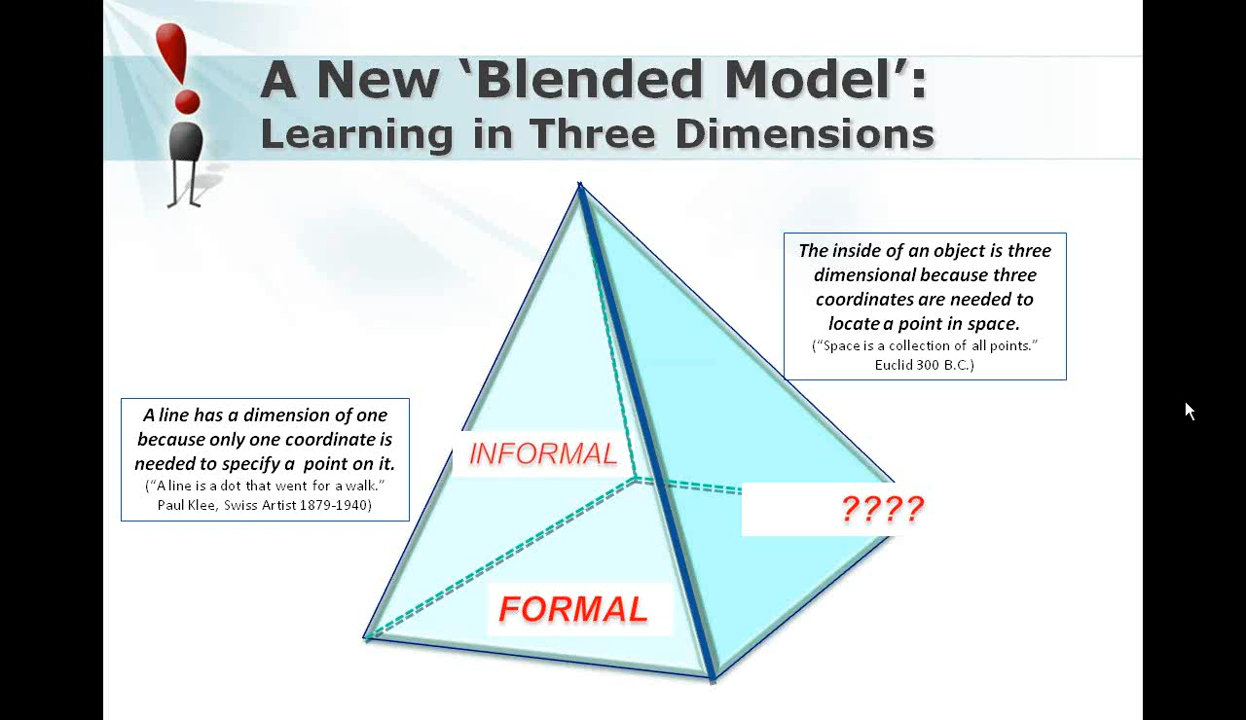 A New ‘Blended Model’:
Learning in Three Dimensions
The inside of an object is three
dimensional because three
coordinates are needed to
locate a point in space.
(“Space is a collection of all points.”
Euclid 300 B.C.)
A line has a dimension of one
because only one coordinate is
needed to specify a point on it.
(“A line is a dot that went for a walk.”
Paul Klee, Swiss Artist 1879-1940)
INFORMAL
????
FORMAL